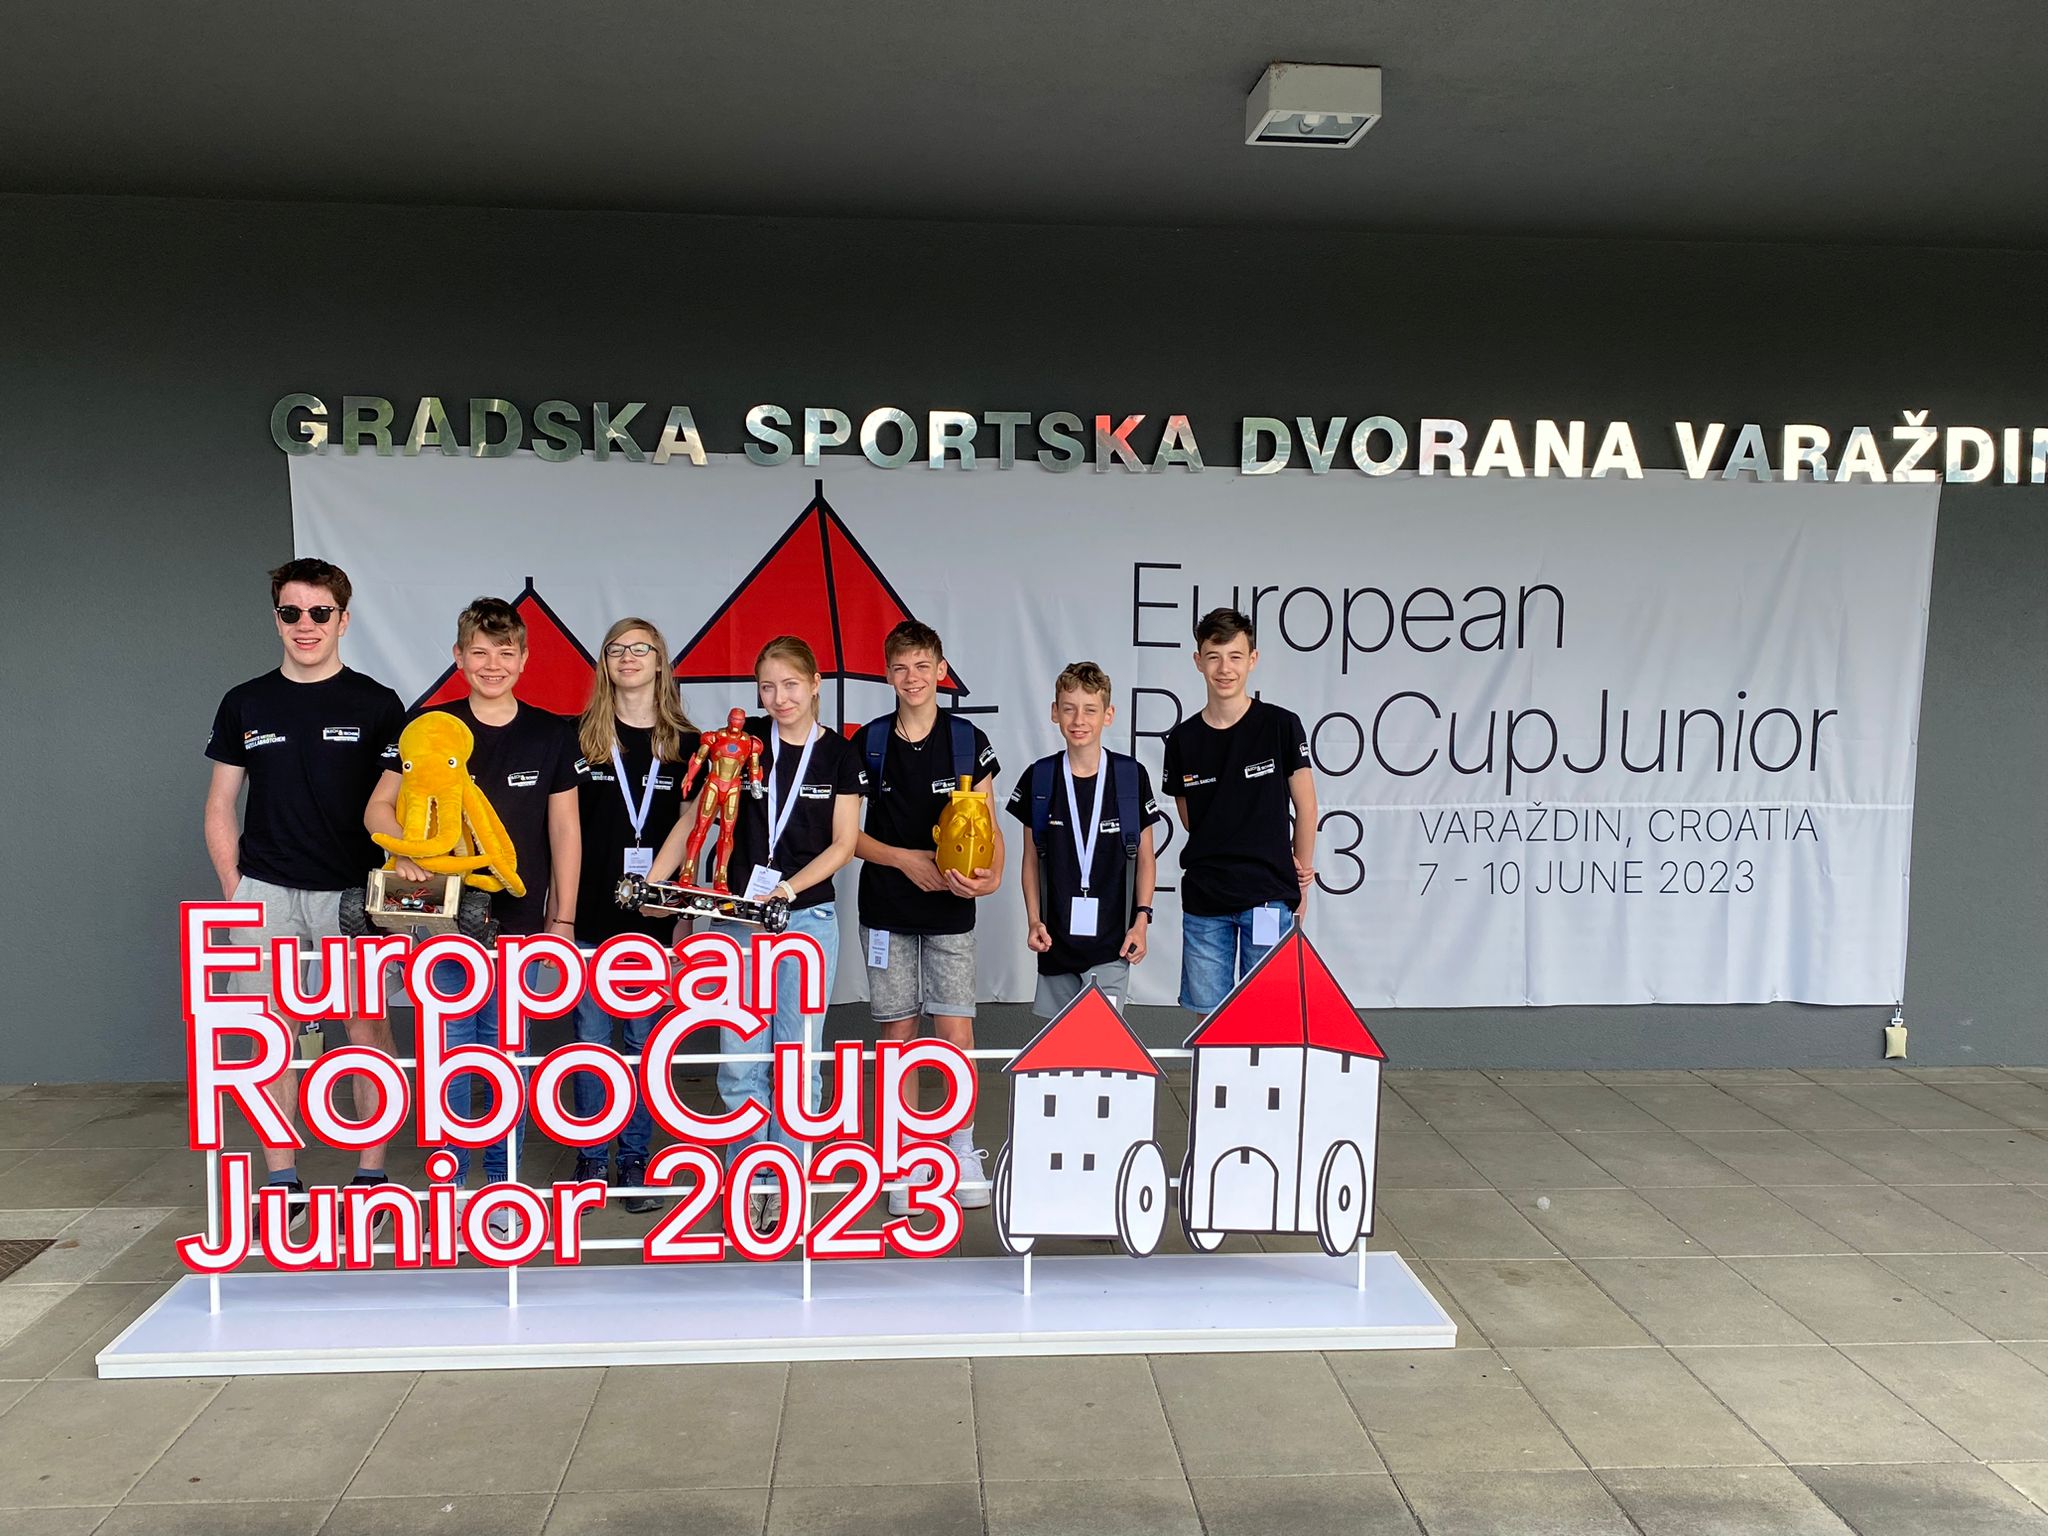 GRADSKA SPORTSKA DVORANA VARAŽDIN
European
RoboCupJunior
2023
VARAŽDIN, CROATIA
7 - 10 JUNE 2023
European
RoboCup
Junior 2023